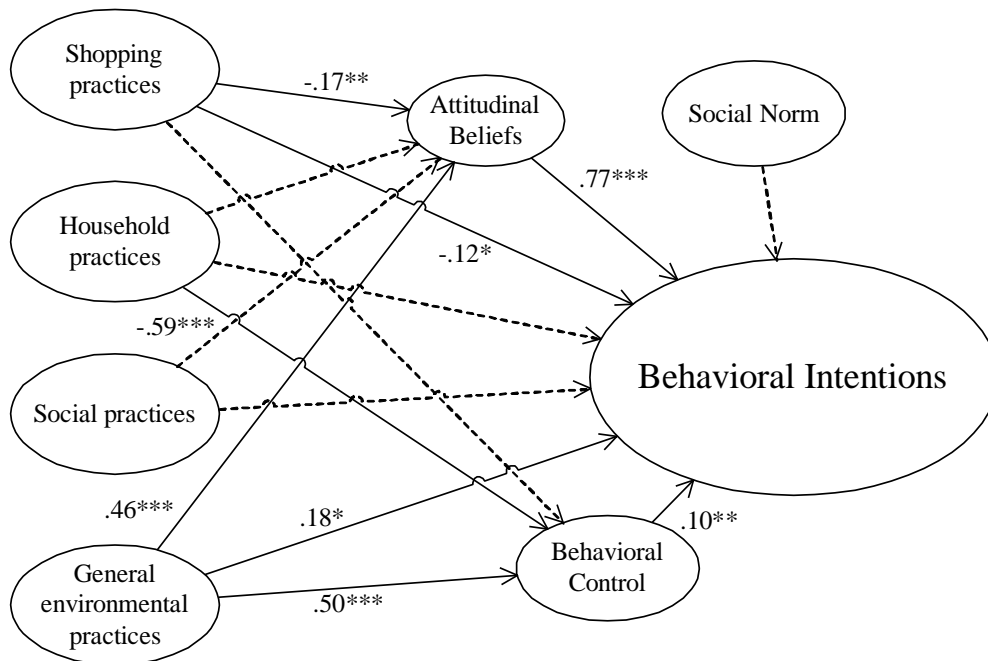 Shopping
practices
-.17**
Attitudinal
Beliefs
Social Norm
.77***
Household
practices
-.12*
-.59***
Behavioral Intentions
Social practices
.46***
.18*
.10**
Behavioral
Control
General
environmental
practices
.50***